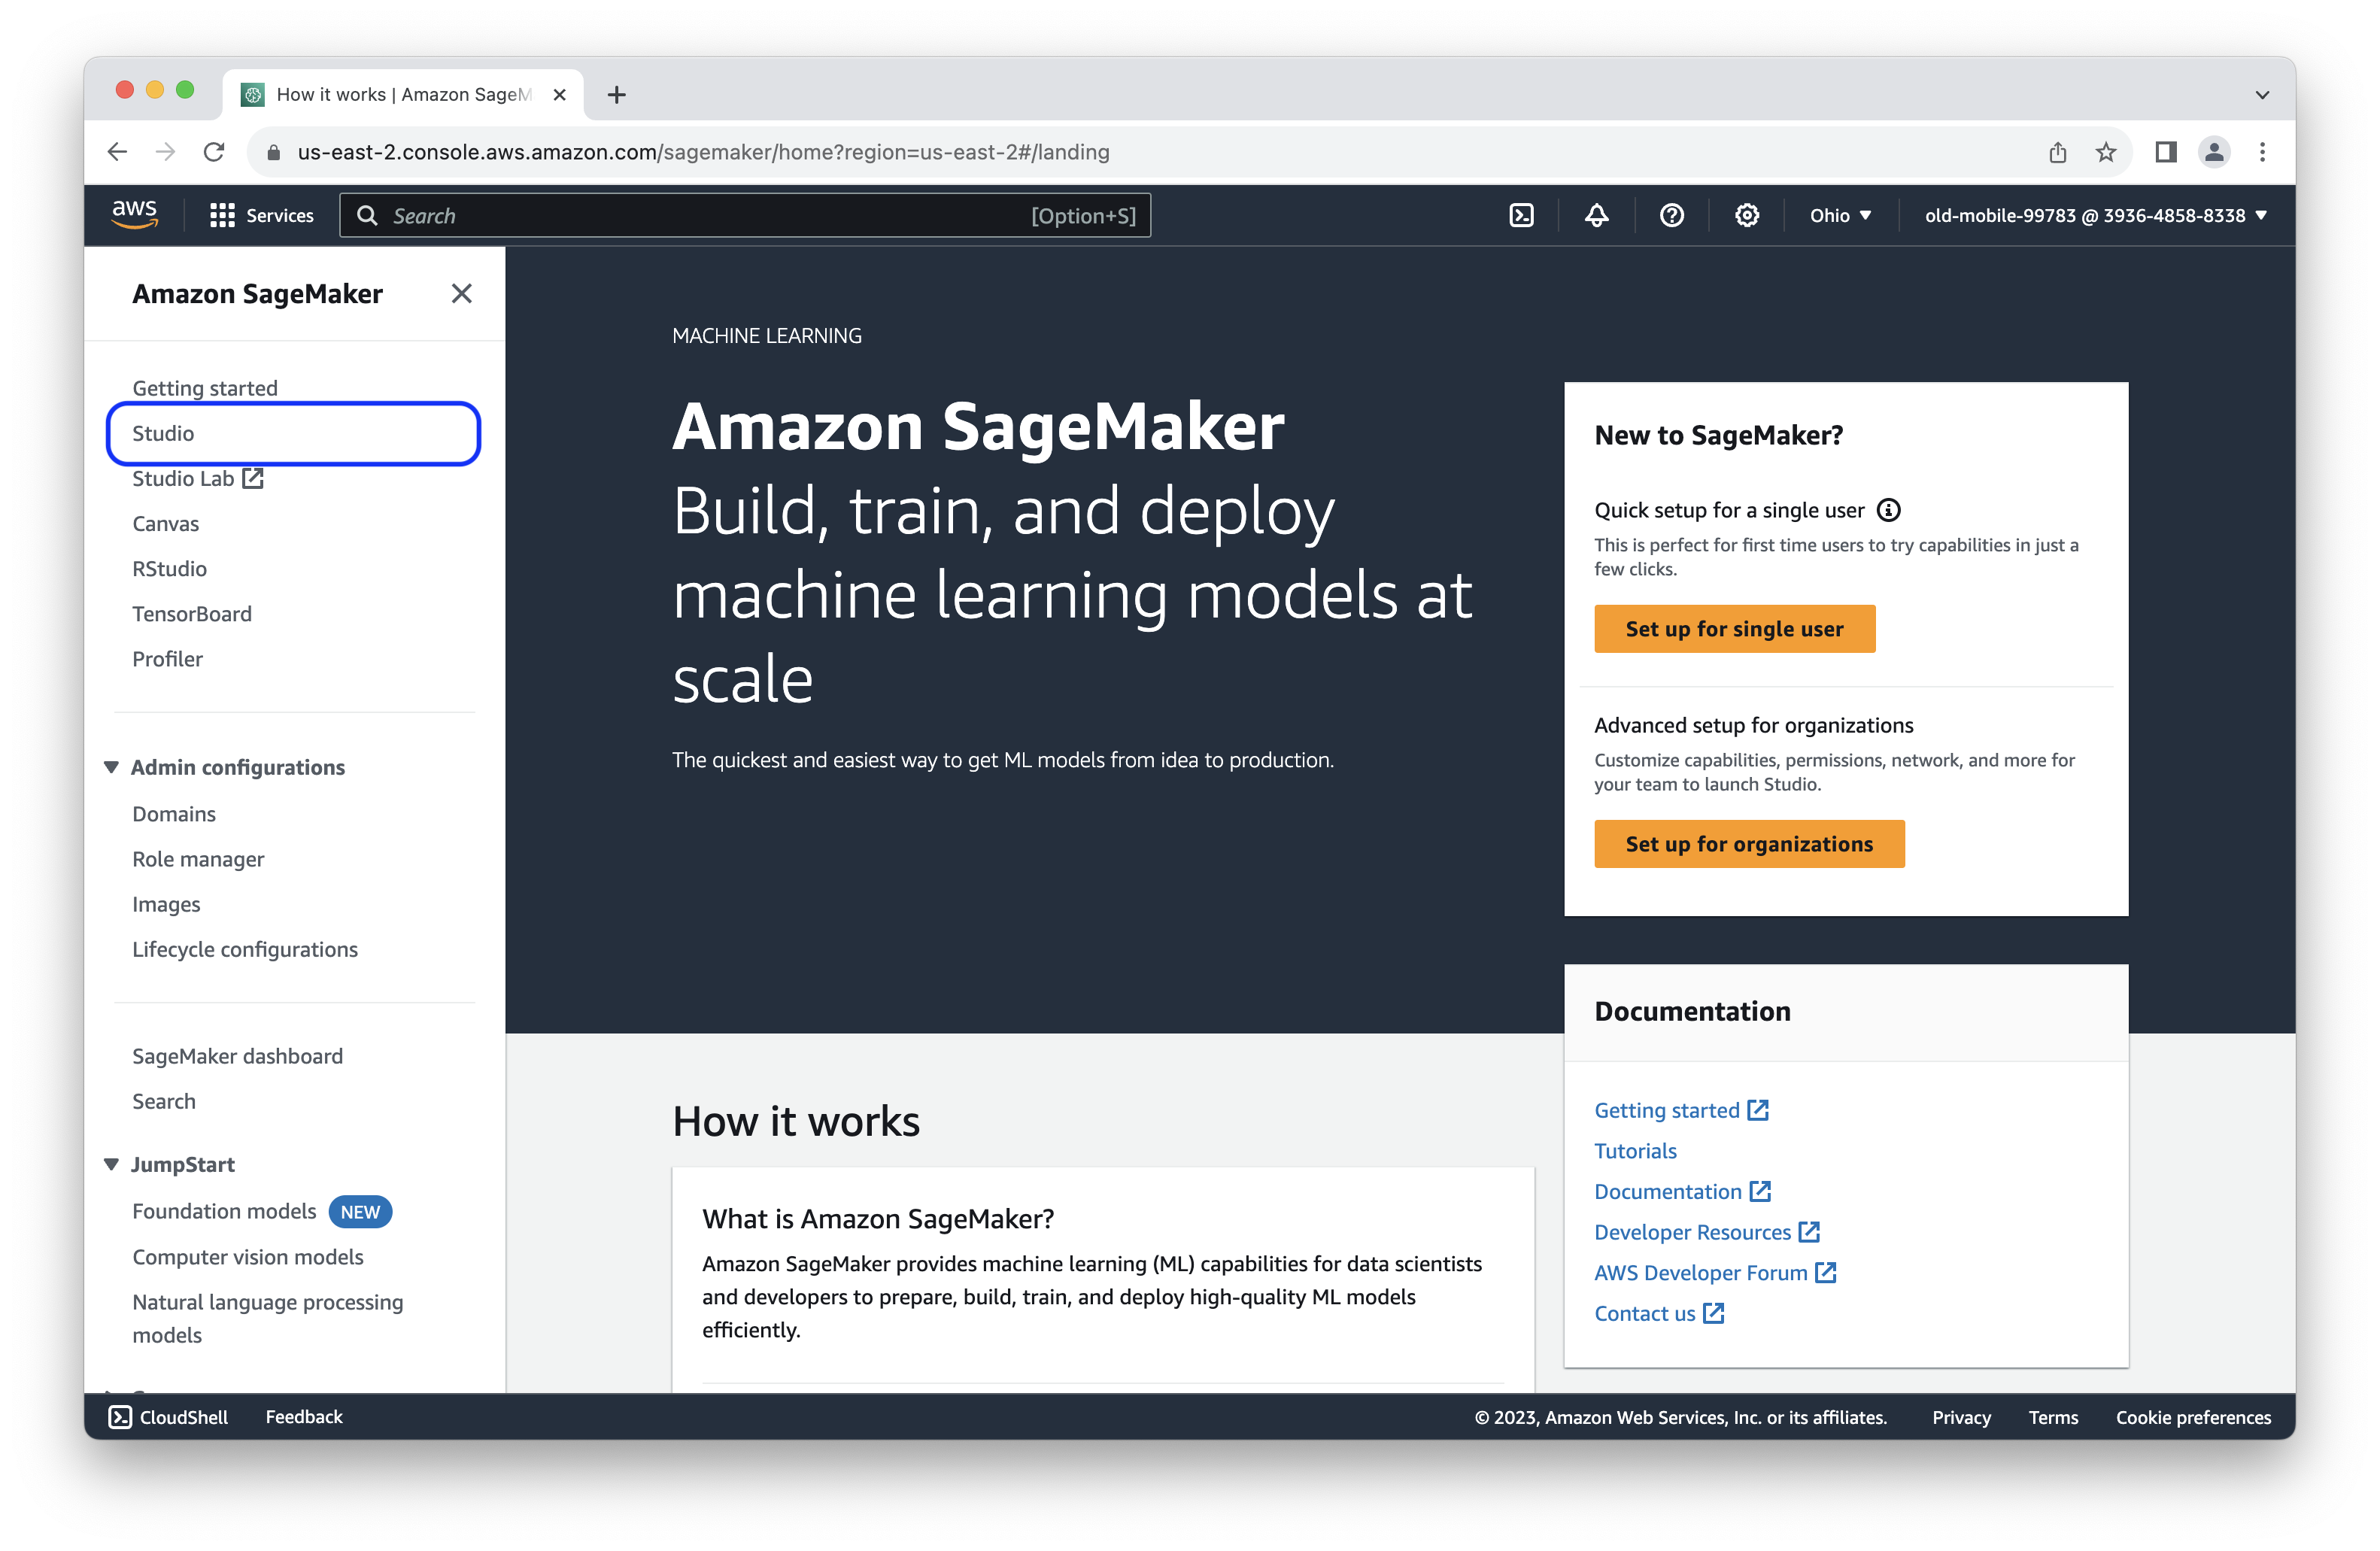 How it works | Amazon SageM
us-east-2.console.aws.amazon.com/sagemaker/home?region=us-east-2#/landing
aws
Services
Search
[Option+S]
Ohio
old-mobile-99783 @ 3936-4858-8338
Amazon SageMaker
Getting started
Studio
Studio Lab
Canvas
RStudio
TensorBoard
Profiler
Admin configurations
Domains
Role manager
Images
Lifecycle configurations
SageMaker dashboard
Search
JumpStart
Foundation models NEW
Computer vision models
Natural language processing
models
MACHINE LEARNING
Amazon SageMaker
Build, train, and deploy
machine learning models at
scale
The quickest and easiest way to get ML models from idea to production.
New to SageMaker?
Quick setup for a single user
This is perfect for first time users to try capabilities in just a
few clicks.
Set up for single user
Advanced setup for organizations
Customize capabilities, permissions, network, and more for
your team to launch Studio.
Set up for organizations
Documentation
Getting started
Tutorials
Documentation
Developer Resources
AWS Developer Forum
Contact us
How it works
What is Amazon SageMaker?
Amazon SageMaker provides machine learning (ML) capabilities for data scientists
and developers to prepare, build, train, and deploy high-quality ML models
efficiently.
CloudShell
Feedback
© 2023, Amazon Web Services, Inc. or its affiliates.
Privacy
Terms
Cookie preferences